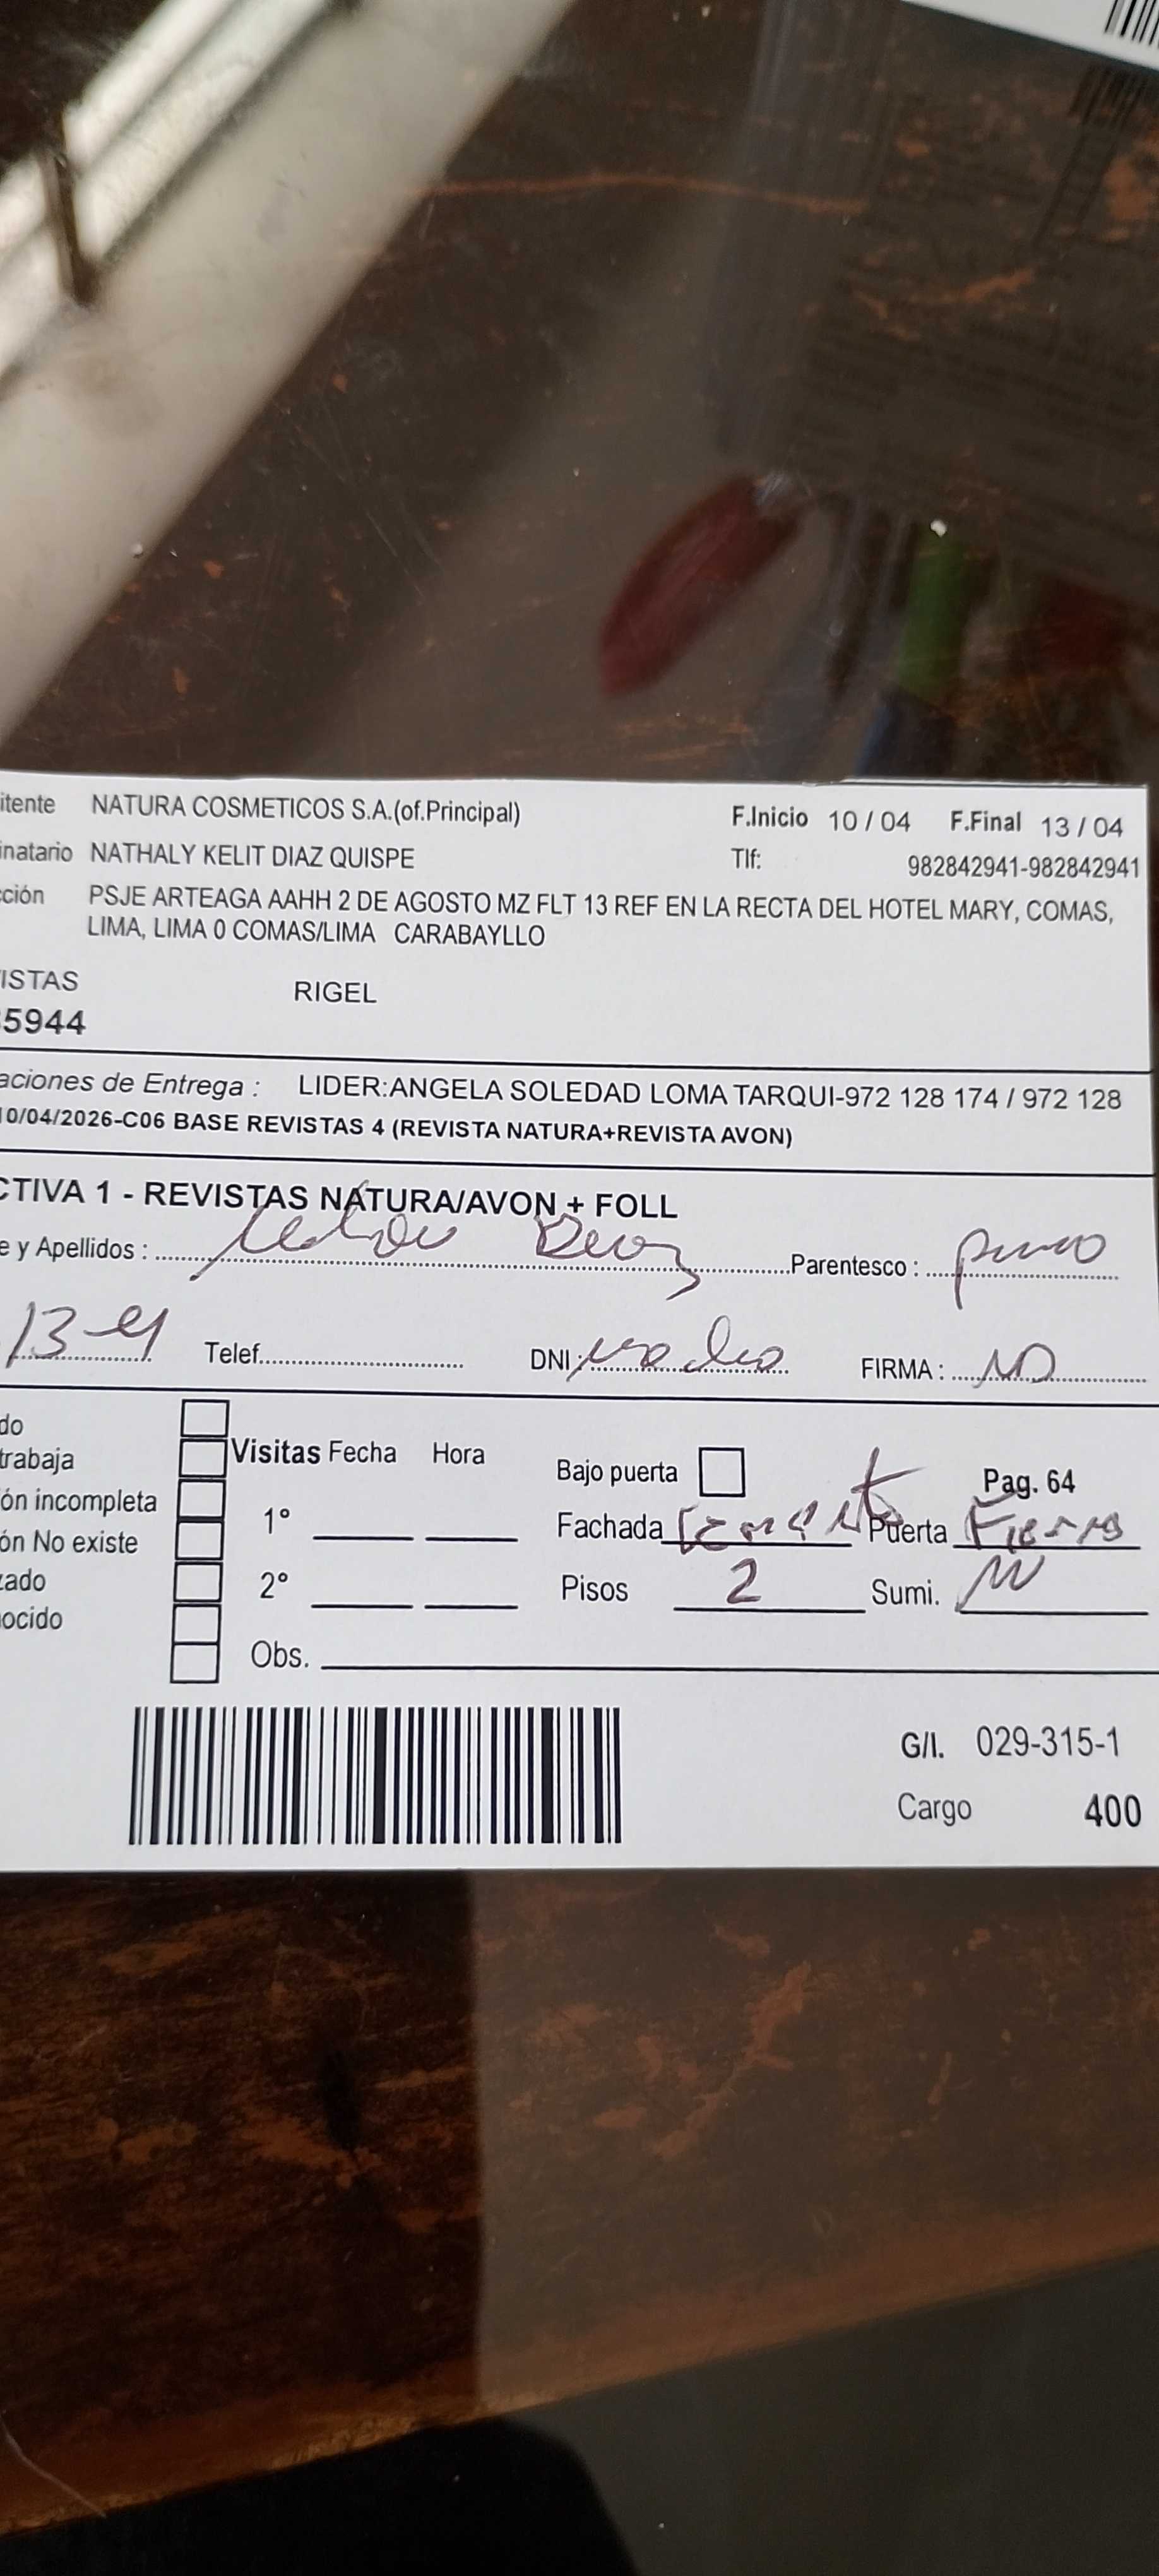 itente NATURA COSMETICOS S.A.(of.Principal) F.Inicio 10 / 04 F.Final 13 / 04
inatario NATHALY KELIT DIAZ QUISPE Tlf: 982842941-982842941
cción PSJE ARTEAGA AAHH 2 DE AGOSTO MZ FLT 13 REF EN LA RECTA DEL HOTEL MARY, COMAS,
LIMA, LIMA 0 COMAS/LIMA CARABAYLLO
ISTAS RIGEL
5944
aciones de Entrega : LIDER:ANGELA SOLEDAD LOMA TARQUI-972 128 174 / 972 128
10/04/2026-C06 BASE REVISTAS 4 (REVISTA NATURA+REVISTA AVON)
CTIVA 1 - REVISTAS NATURA/AVON + FOLL
e y Apellidos : Parentesco :
Telef. DNI : FIRMA :
do
trabaja Visitas Fecha Hora Bajo puerta Pag. 64
ón incompleta 1° Fachada Cemento Puerta Fierro
ón No existe
zado 2° Pisos 2 Sumi.
ocido
Obs.
G/I. 029-315-1
Cargo 400